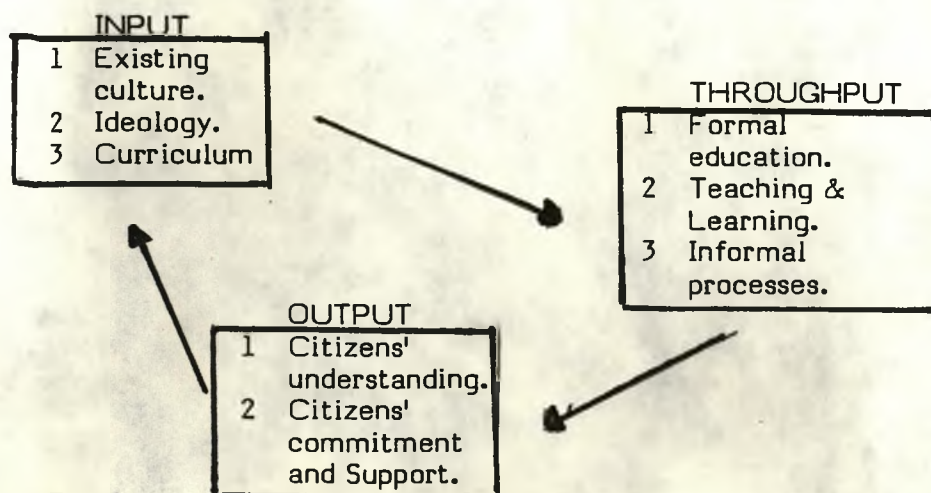 INPUT
1 Existing
culture.
2 Ideology.
3 Curriculum
THROUGHPUT
1 Formal
education.
2 Teaching &
Learning.
3 Informal
processes.
OUTPUT
1 Citizens'
understanding.
2 Citizens'
commitment
and Support.